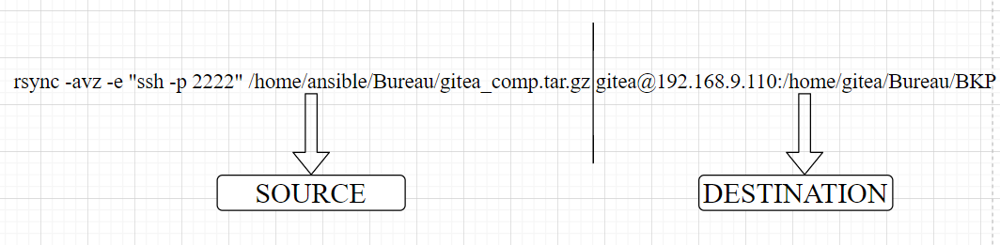 rsync -avz -e "ssh -p 2222" /home/ansible/Bureau/gitea_comp.tar.gz gitea@192.168.9.110:/home/gitea/Bureau/BKP
SOURCE
DESTINATION